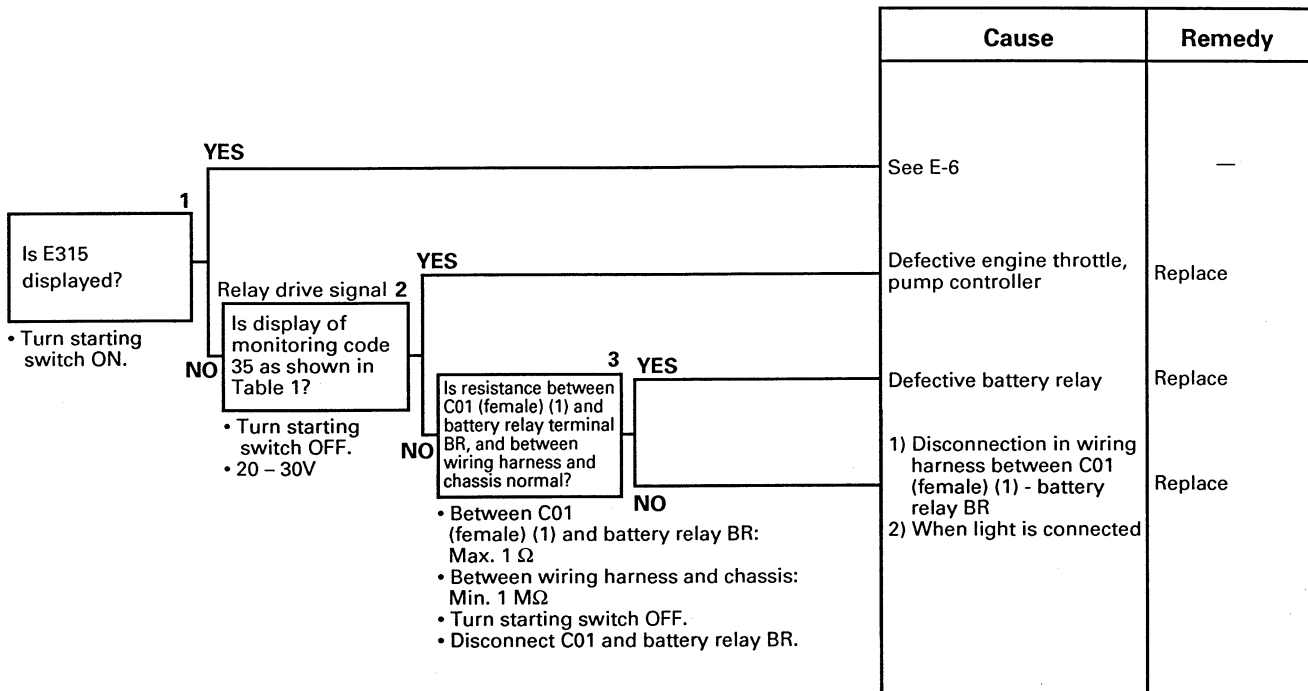 Cause
Remedy
YES
See E-6
—
1
Is E315
displayed?
• Turn starting
switch ON.
YES
Defective engine throttle,
pump controller
Replace
Relay drive signal 2
NO
Is display of
monitoring code
35 as shown in
Table 1?
• Turn starting
switch OFF.
• 20 – 30V
3
YES
Defective battery relay
Replace
NO
Is resistance between
C01 (female) (1) and
battery relay terminal
BR, and between
wiring harness and
chassis normal?
NO
1) Disconnection in wiring
harness between C01
(female) (1) - battery
relay BR
2) When light is connected
Replace
• Between C01
(female) (1) and battery relay BR:
Max. 1 Ω
• Between wiring harness and chassis:
Min. 1 MΩ
• Turn starting switch OFF.
• Disconnect C01 and battery relay BR.